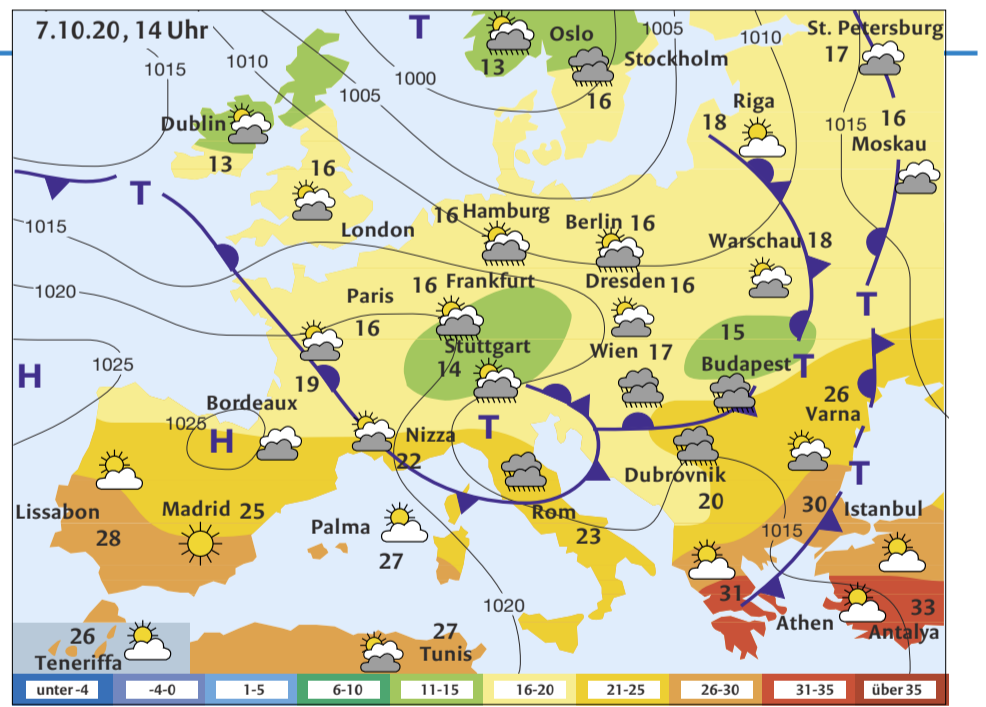 7.10.20, 14 Uhr
T
1005
1010
St. Petersburg
17
Oslo
13
Stockholm
16
1015
1010
1005
1000
Riga
18
1015
16
Moskau
Dublin
13
16
London
T
1015
16 Hamburg
Berlin 16
Warschau 18
16 Frankfurt
Dresden 16
1020
Paris
16
T
15
Stuttgart
14
Wien 17
Budapest
T
H
1025
19
Bordeaux
1025
H
26
Varna
T
Nizza
22
Dubrovnik
20
T
Lissabon
28
Madrid 25
Palma
27
Rom
23
30
Istanbul
1015
1020
31
Athen
33
Antalya
26
Teneriffa
27
Tunis
unter -4
-4-0
1-5
6-10
11-15
16-20
21-25
26-30
31-35
über 35